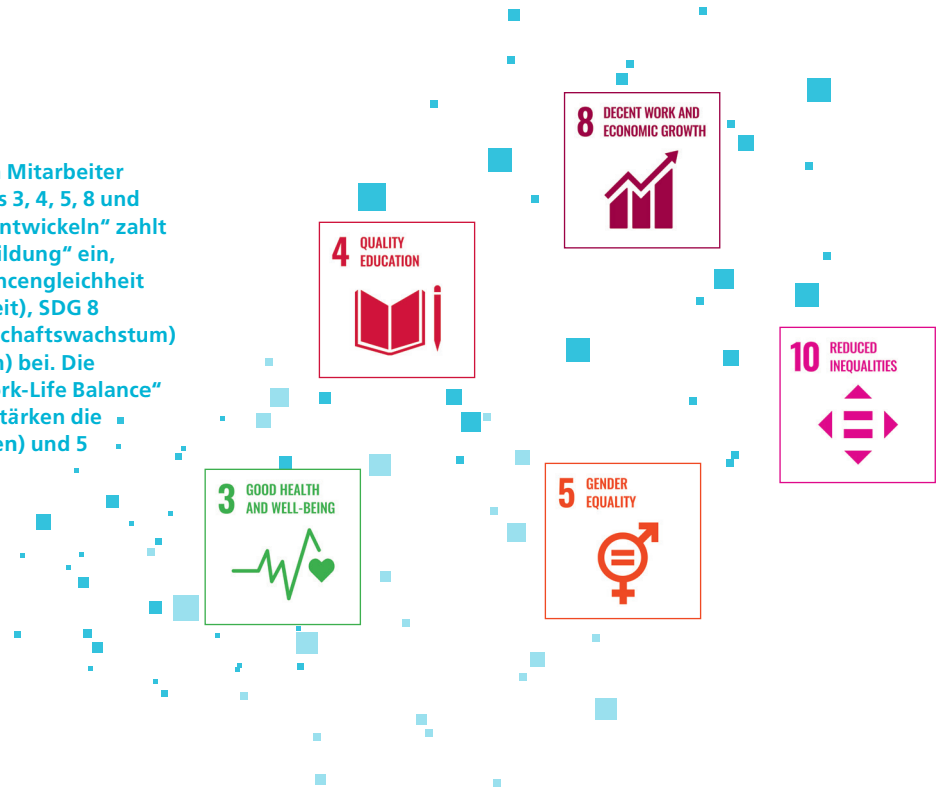 Mitarbeiter
s 3, 4, 5, 8 und
ntwickeln“ zahlt
ildung“ ein,
ncengleichheit
eit), SDG 8
chaftswachstum)
n) bei. Die
rk-Life Balance“
tärken die
en) und 5
8 DECENT WORK AND
ECONOMIC GROWTH
4 QUALITY
EDUCATION
10 REDUCED
INEQUALITIES
3 GOOD HEALTH
AND WELL-BEING
5 GENDER
EQUALITY